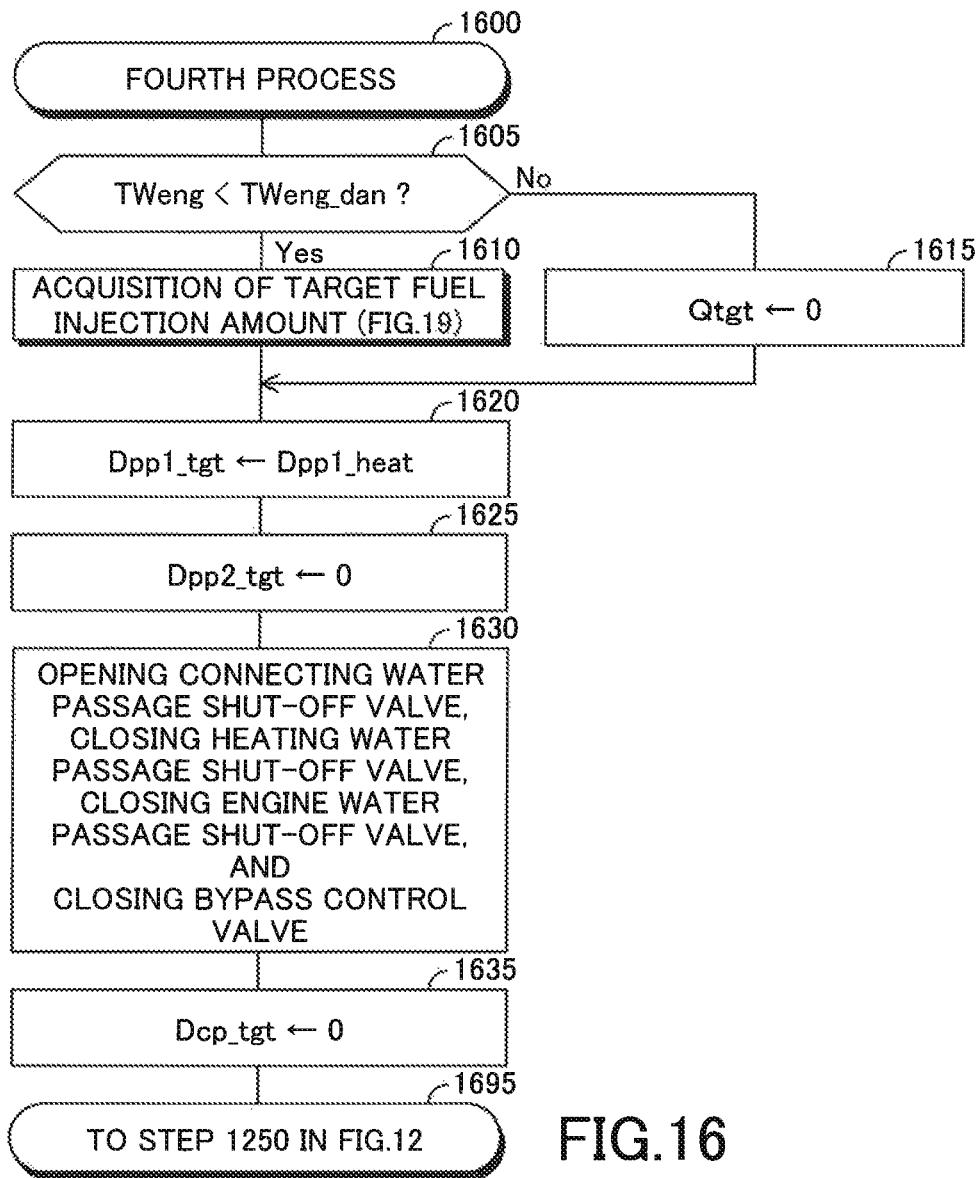 1600
FOURTH PROCESS
1605
TWeng < TWeng_dan ?
No
Yes
1610
ACQUISITION OF TARGET FUEL
INJECTION AMOUNT (FIG.19)
1615
Qtgt ← 0
1620
Dpp1_tgt ← Dpp1_heat
1625
Dpp2_tgt ← 0
1630
OPENING CONNECTING WATER
PASSAGE SHUT-OFF VALVE,
CLOSING HEATING WATER
PASSAGE SHUT-OFF VALVE,
CLOSING ENGINE WATER
PASSAGE SHUT-OFF VALVE,
AND
CLOSING BYPASS CONTROL
VALVE
1635
Dcp_tgt ← 0
1695
TO STEP 1250 IN FIG.12
FIG.16